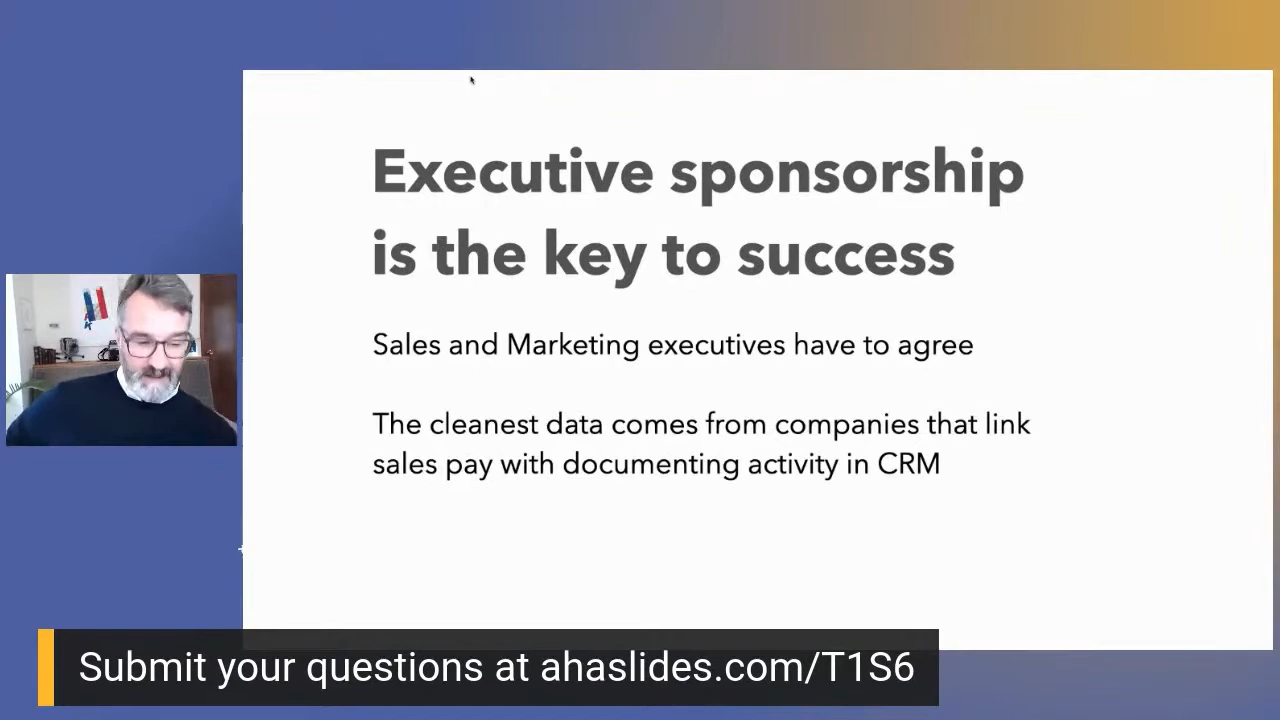 Executive sponsorship
is the key to success
Sales and Marketing executives have to agree
The cleanest data comes from companies that link
sales pay with documenting activity in CRM
Submit your questions at ahaslides.com/T1S6